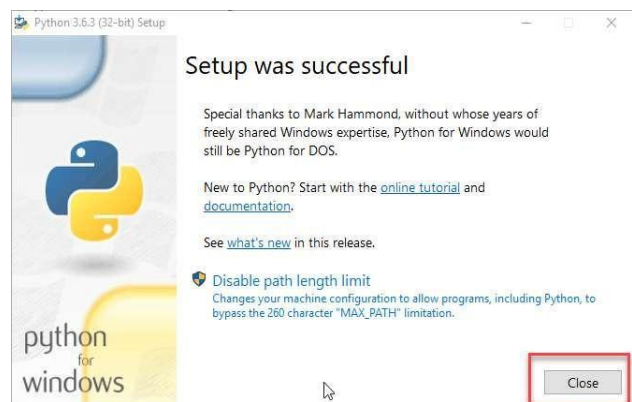 Python 3.6.3 (32-bit) Setup
Setup was successful
Special thanks to Mark Hammond, without whose years of
freely shared Windows expertise, Python for Windows would
still be Python for DOS.
New to Python? Start with the online tutorial and
documentation.
See what's new in this release.
Disable path length limit
Changes your machine configuration to allow programs, including Python, to
bypass the 260 character "MAX_PATH" limitation.
python
for
windows
Close